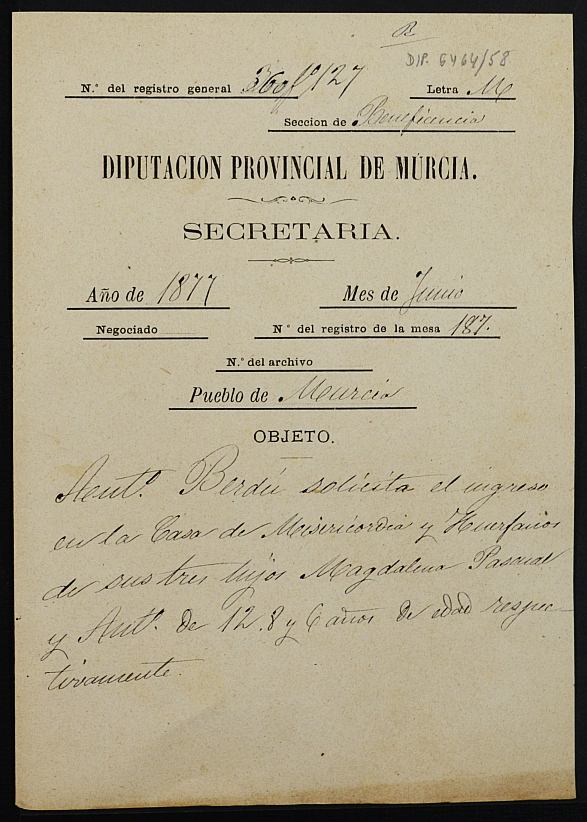 B
DIP. 6464/58
N.º del registro general 369 fº 127 Letra M
Seccion de Beneficencia
DIPUTACION PROVINCIAL DE MÚRCIA.
SECRETARIA.
Año de 1877 Mes de Junio
Negociado N.º del registro de la mesa 187.
N.º del archivo
Pueblo de Murcia
OBJETO.
Antº. Berdú solicita el ingreso
en la Casa de Misericordia y Huerfanos
de sus tres hijos Magdalena Pascual
y Antº. de 12. 8 y 6 años de edad respec-
tivamente.